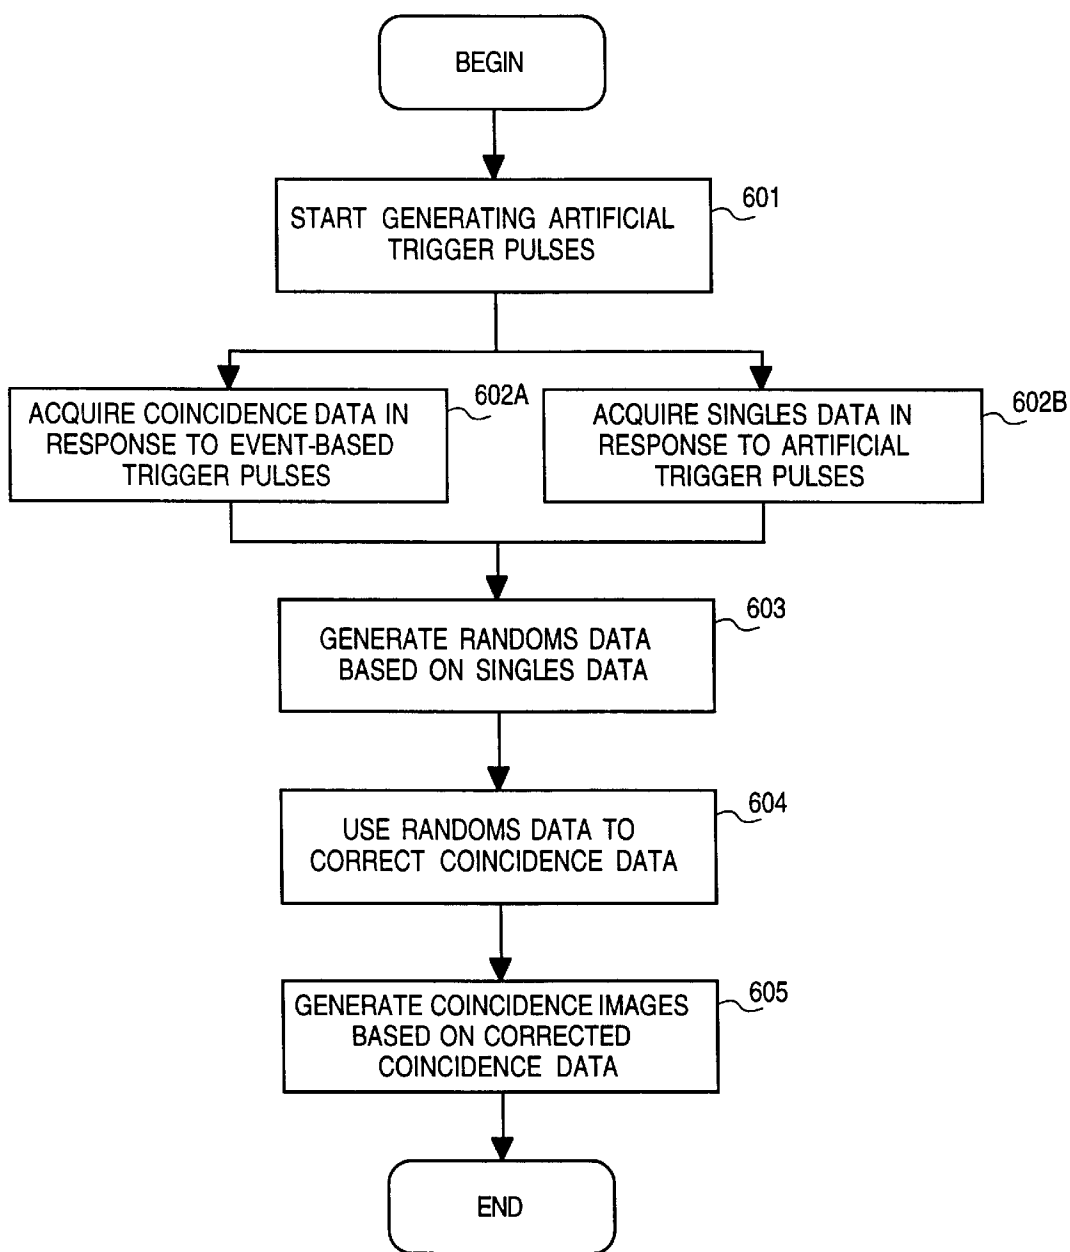 BEGIN
START GENERATING ARTIFICIAL
TRIGGER PULSES
601
ACQUIRE COINCIDENCE DATA IN
RESPONSE TO EVENT-BASED
TRIGGER PULSES
602A
ACQUIRE SINGLES DATA IN
RESPONSE TO ARTIFICIAL
TRIGGER PULSES
602B
GENERATE RANDOMS DATA
BASED ON SINGLES DATA
603
USE RANDOMS DATA TO
CORRECT COINCIDENCE DATA
604
GENERATE COINCIDENCE IMAGES
BASED ON CORRECTED
COINCIDENCE DATA
605
END